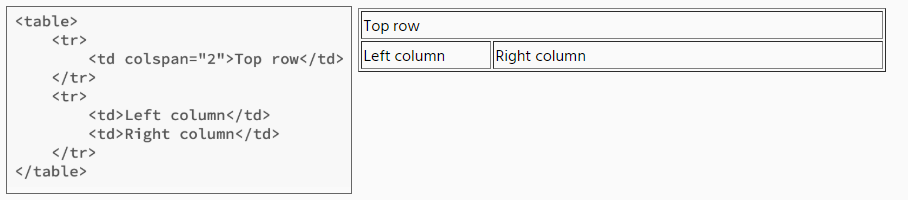 <table>
    <tr>
        <td colspan="2">Top row</td>
    </tr>
    <tr>
        <td>Left column</td>
        <td>Right column</td>
    </tr>
</table>
Top row
Left column Right column